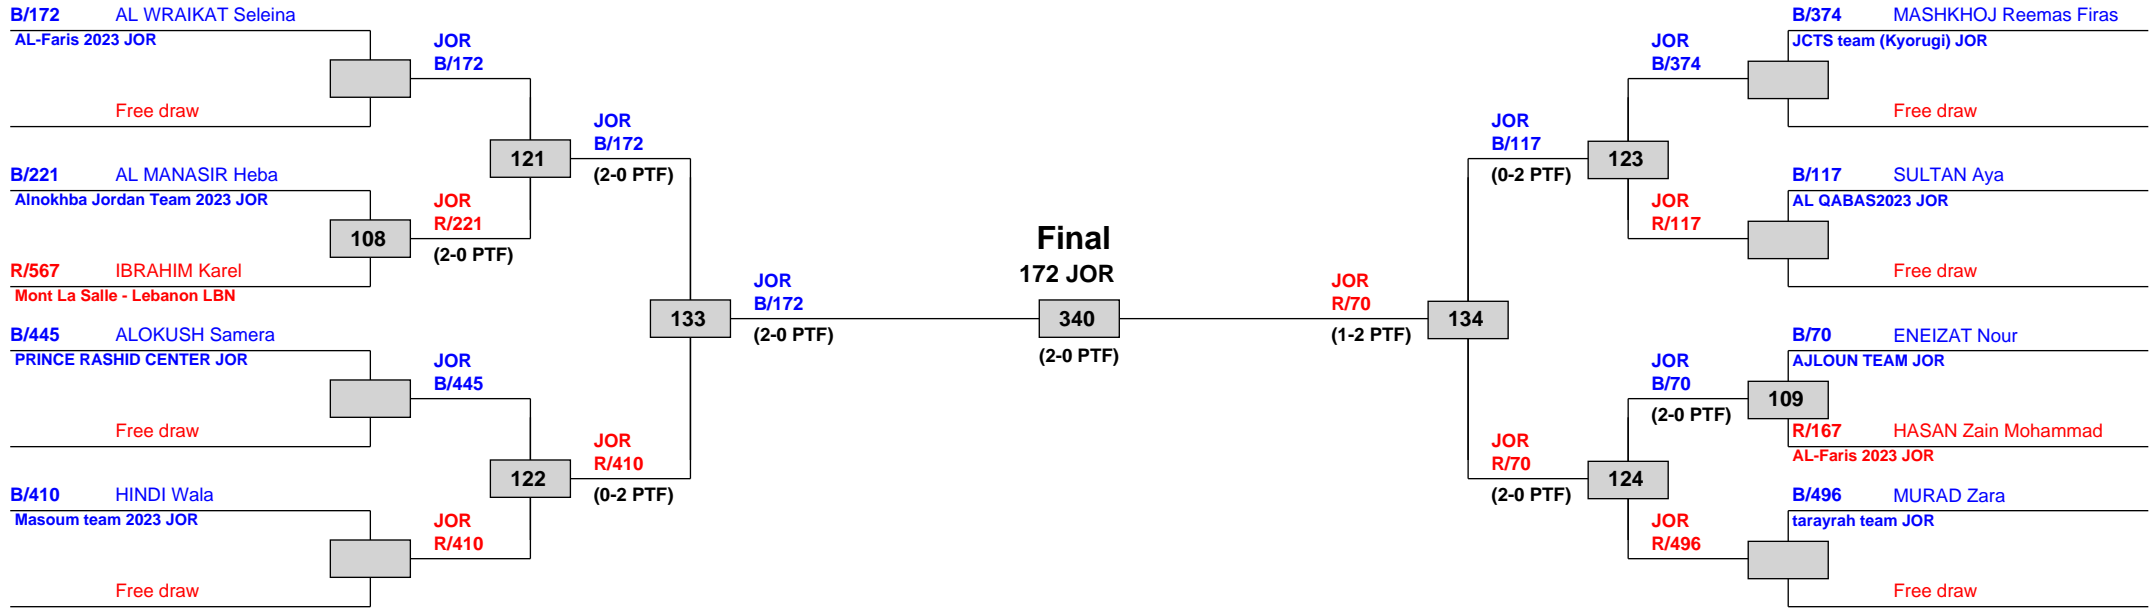 B/172 AL WRAIKAT Seleina
AL-Faris 2023 JOR
Free draw
B/221 AL MANASIR Heba
Alnokhba Jordan Team 2023 JOR
108
R/567 IBRAHIM Karel
Mont La Salle - Lebanon LBN
B/445 ALOKUSH Samera
PRINCE RASHID CENTER JOR
Free draw
B/410 HINDI Wala
Masoum team 2023 JOR
Free draw
JOR
B/172
121
JOR
R/221
(2-0 PTF)
JOR
B/445
122
JOR
R/410
JOR
B/172
(2-0 PTF)
133
JOR
R/410
(0-2 PTF)
JOR
B/172
(2-0 PTF)
Final
172 JOR
340
(2-0 PTF)
JOR
R/70
(1-2 PTF)
134
JOR
B/117
(0-2 PTF)
123
JOR
R/70
(2-0 PTF)
124
JOR
B/374
JOR
R/117
JOR
B/70
(2-0 PTF)
JOR
R/496
B/374 MASHKHOJ Reemas Firas
JCTS team (Kyorugi) JOR
Free draw
B/117 SULTAN Aya
AL QABAS2023 JOR
Free draw
B/70 ENEIZAT Nour
AJLOUN TEAM JOR
109
R/167 HASAN Zain Mohammad
AL-Faris 2023 JOR
B/496 MURAD Zara
tarayrah team JOR
Free draw